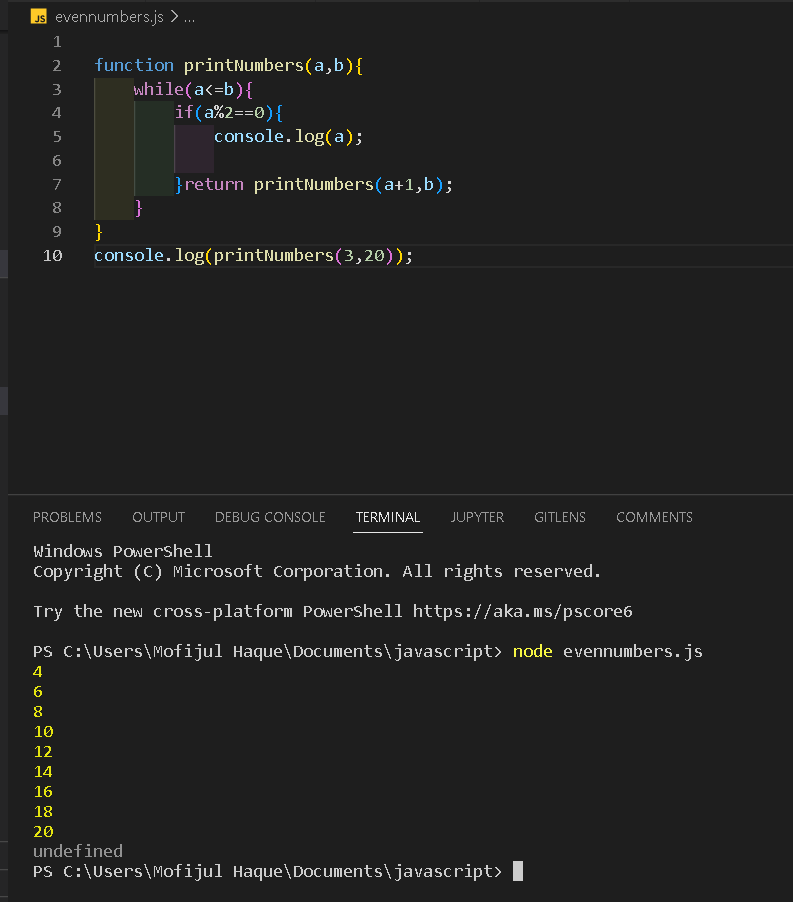 JS evennumbers.js > ...
1
2 function printNumbers(a,b){
3 while(a<=b){
4 if(a%2==0){
5 console.log(a);
6
7 }return printNumbers(a+1,b);
8 }
9 }
10 console.log(printNumbers(3,20));
PROBLEMS OUTPUT DEBUG CONSOLE TERMINAL JUPYTER GITLENS COMMENTS
Windows PowerShell
Copyright (C) Microsoft Corporation. All rights reserved.
Try the new cross-platform PowerShell https://aka.ms/pscore6
PS C:\Users\Mofijul Haque\Documents\javascript> node evennumbers.js
4
6
8
10
12
14
16
18
20
undefined
PS C:\Users\Mofijul Haque\Documents\javascript>